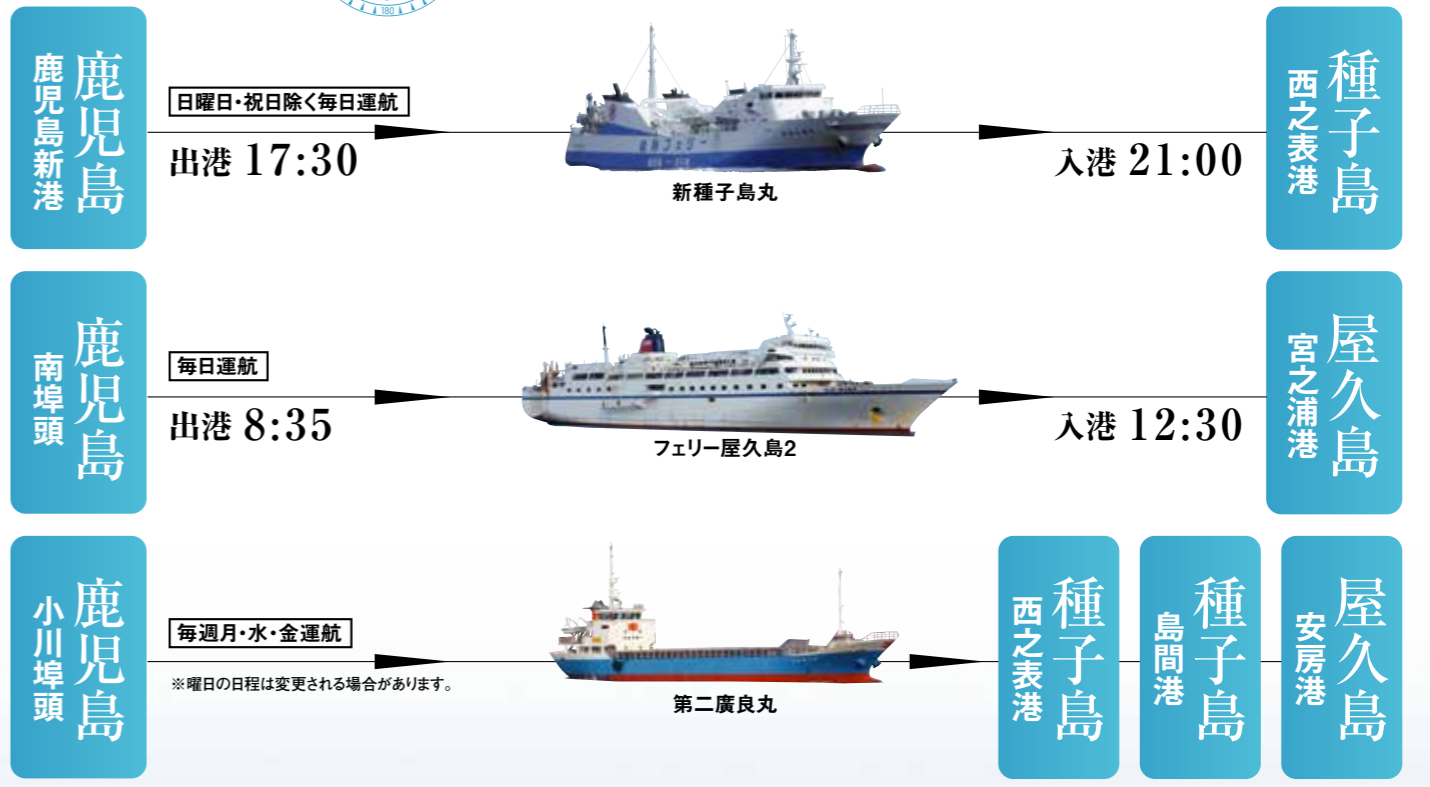 180
鹿児島
鹿児島新港
日曜日・祝日除く毎日運航
出港 17:30
新種子島丸
入港 21:00
種子島
西之表港
鹿児島
南埠頭
毎日運航
出港 8:35
フェリー屋久島2
入港 12:30
屋久島
宮之浦港
鹿児島
小川埠頭
毎週月・水・金運航
※曜日の日程は変更される場合があります。
第二廣良丸
種子島
西之表港
種子島
島間港
屋久島
安房港